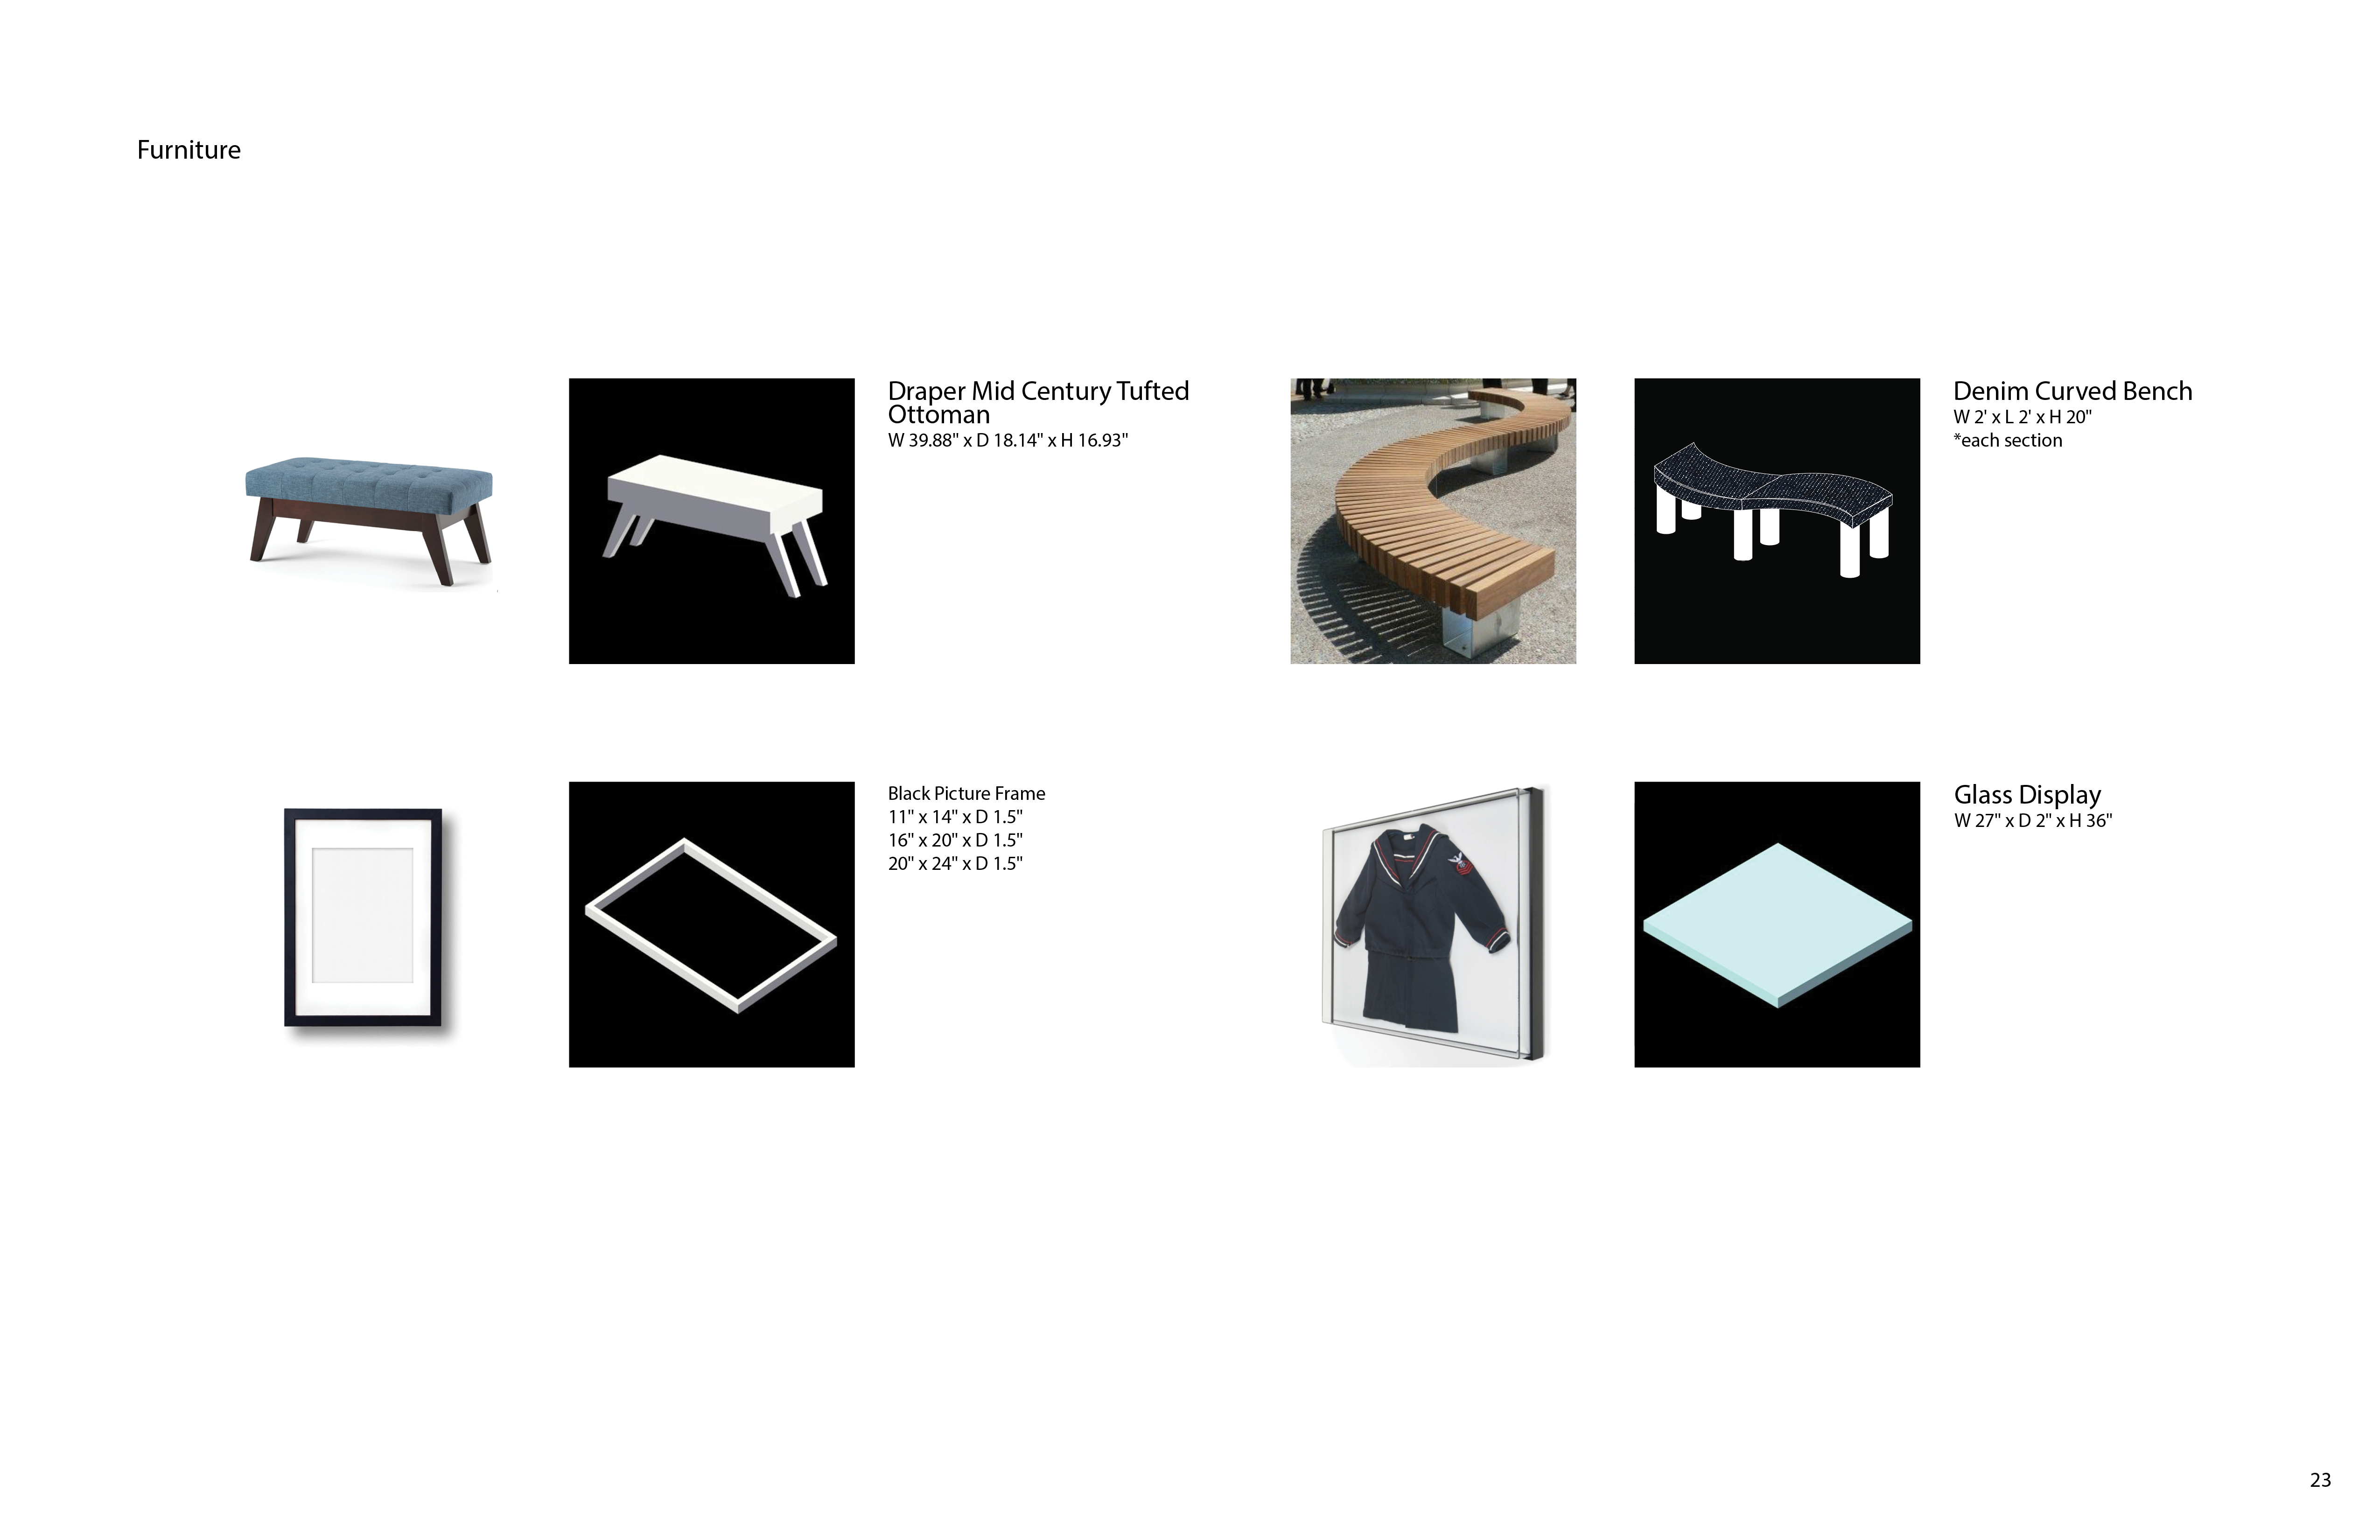 Furniture
Draper Mid Century Tufted
Ottoman
W 39.88" x D 18.14" x H 16.93"
Denim Curved Bench
W 2' x L 2' x H 20"
*each section
Black Picture Frame
11" x 14" x D 1.5"
16" x 20" x D 1.5"
20" x 24" x D 1.5"
Glass Display
W 27" x D 2" x H 36"
23